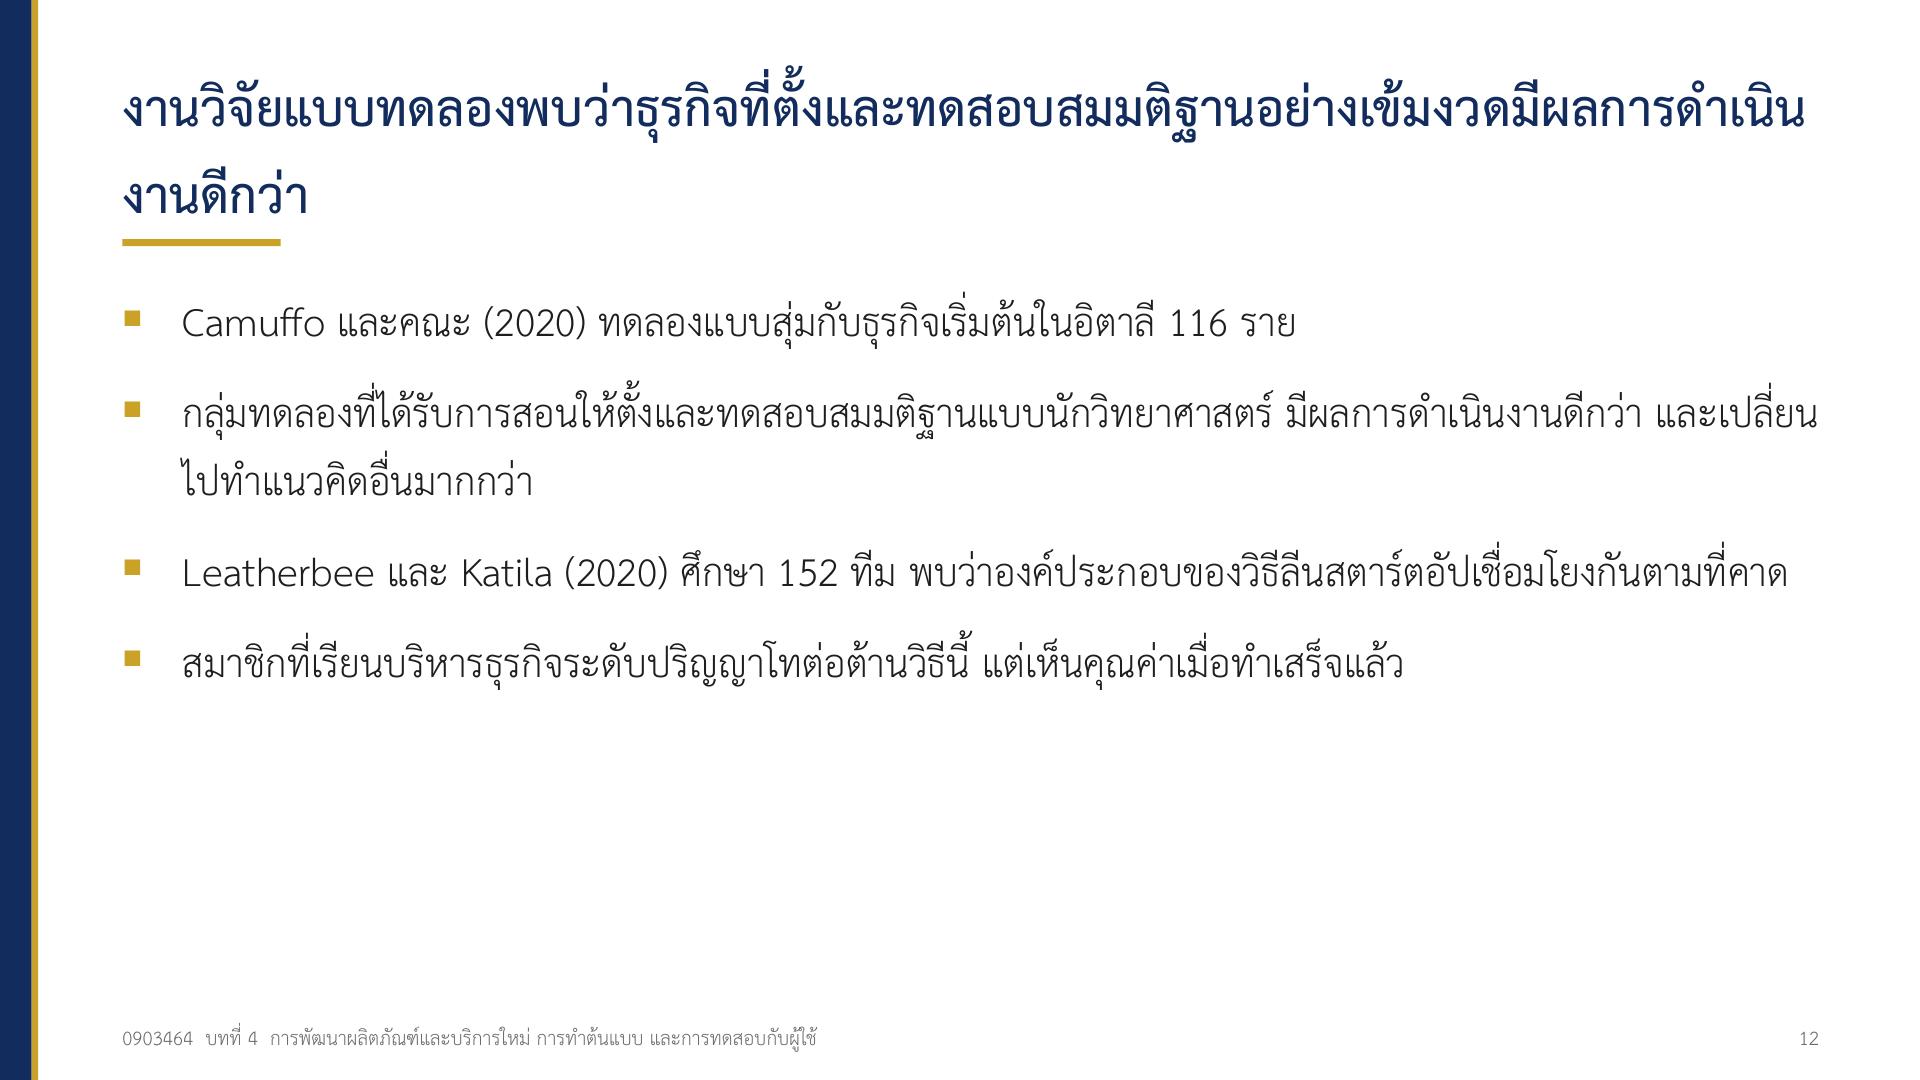 งานวิจัยแบบทดลองพบว่าธุรกิจที่ตั้งและทดสอบสมมติฐานอย่างเข้มงวดมีผลการดำเนิน
งานดีกว่า
Camuffo และคณะ (2020) ทดลองแบบสุ่มกับธุรกิจเริ่มต้นในอิตาลี 116 ราย
กลุ่มทดลองที่ได้รับการสอนให้ตั้งและทดสอบสมมติฐานแบบนักวิทยาศาสตร์ มีผลการดำเนินงานดีกว่า และเปลี่ยน
ไปทำแนวคิดอื่นมากกว่า
Leatherbee และ Katila (2020) ศึกษา 152 ทีม พบว่าองค์ประกอบของวิธีลีนสตาร์ตอัปเชื่อมโยงกันตามที่คาด
สมาชิกที่เรียนบริหารธุรกิจระดับปริญญาโทต่อต้านวิธีนี้ แต่เห็นคุณค่าเมื่อทำเสร็จแล้ว
0903464 บทที่ 4 การพัฒนาผลิตภัณฑ์และบริการใหม่ การทำต้นแบบ และการทดสอบกับผู้ใช้
12